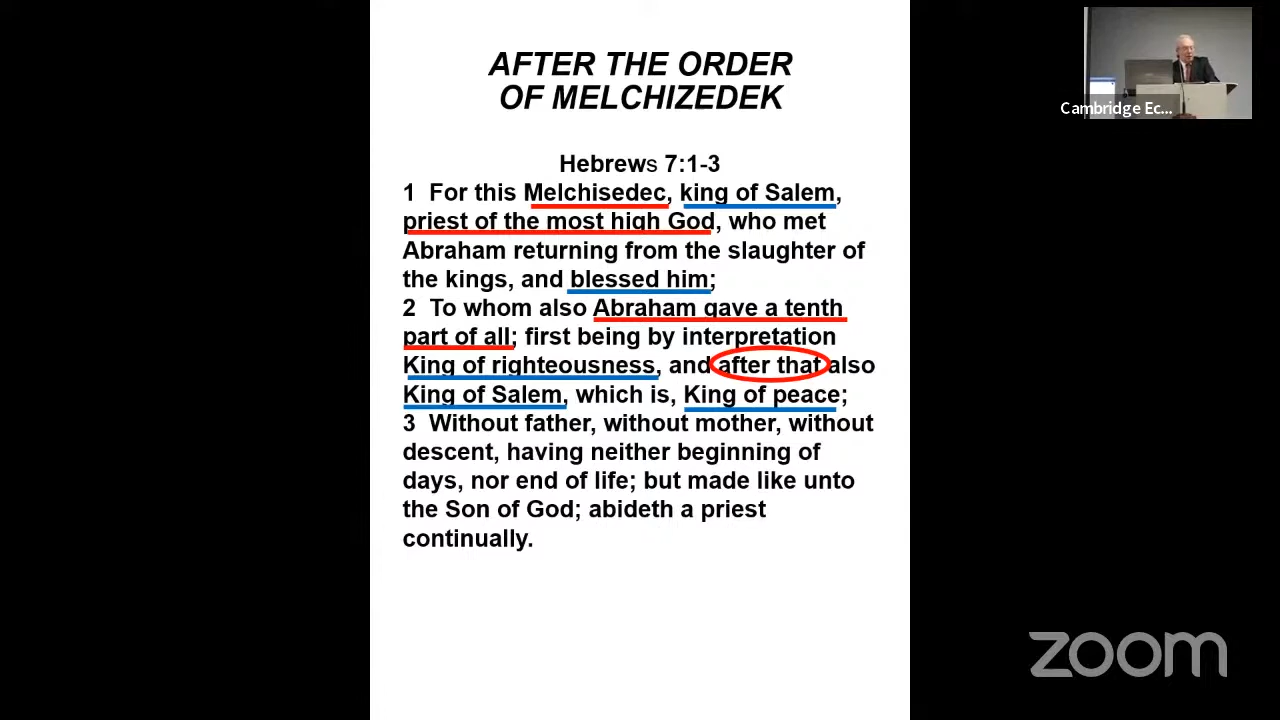 AFTER THE ORDER
OF MELCHIZEDEK
Hebrews 7:1-3
1 For this Melchisedec, king of Salem,
priest of the most high God, who met
Abraham returning from the slaughter of
the kings, and blessed him;
2 To whom also Abraham gave a tenth
part of all; first being by interpretation
King of righteousness, and after that also
King of Salem, which is, King of peace;
3 Without father, without mother, without
descent, having neither beginning of
days, nor end of life; but made like unto
the Son of God; abideth a priest
continually.
Cambridge Ec...
zoom